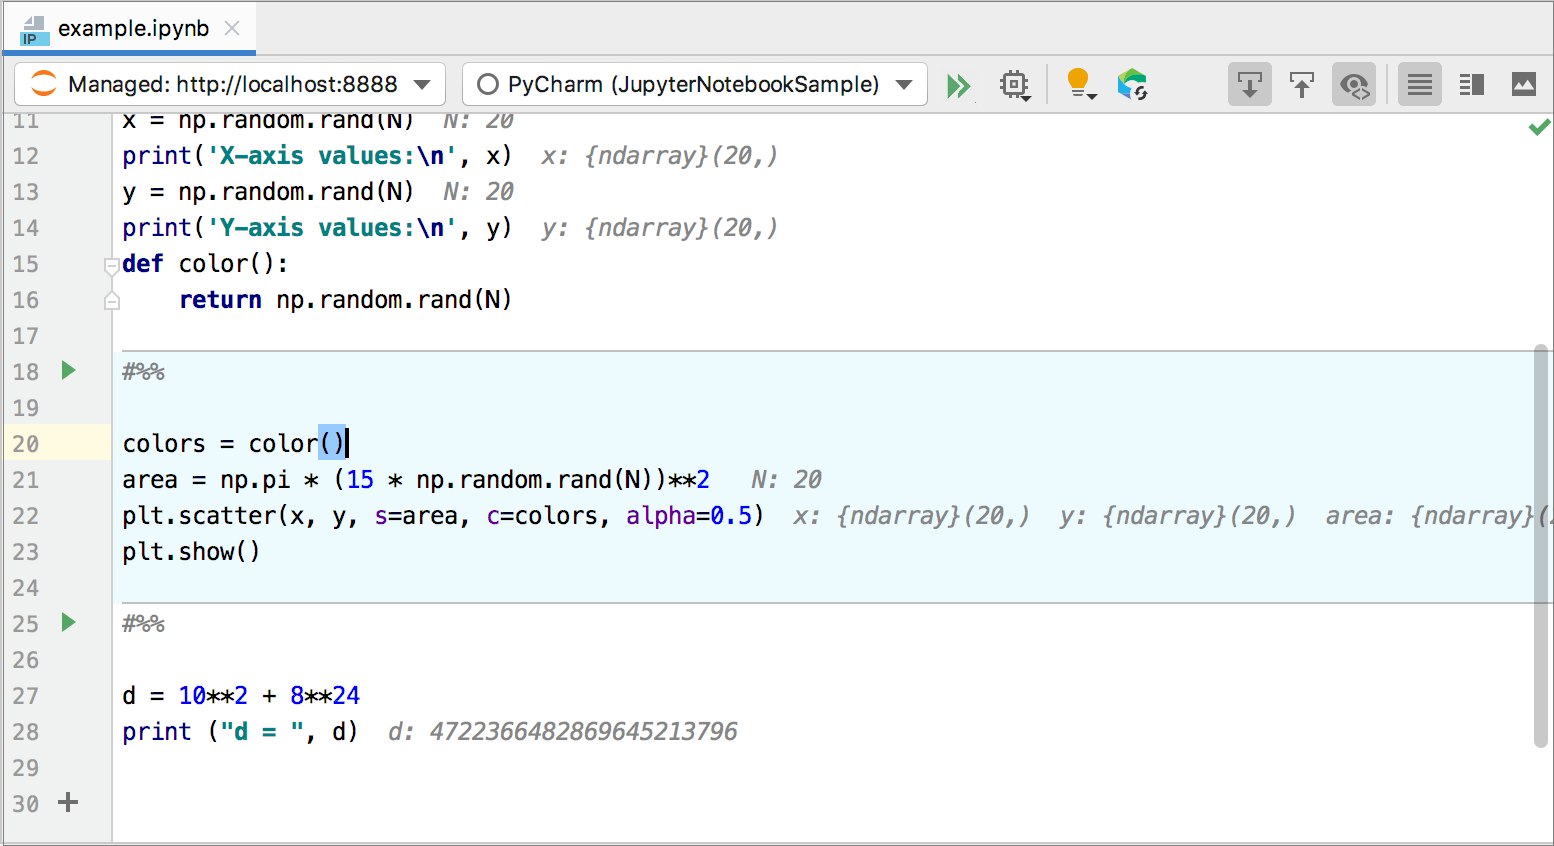 example.ipynb
IP
Managed: http://localhost:8888 PyCharm (JupyterNotebookSample)
11 x = np.random.rand(N) N: 20
12 print('X-axis values:\n', x) x: {ndarray}(20,)
13 y = np.random.rand(N) N: 20
14 print('Y-axis values:\n', y) y: {ndarray}(20,)
15 def color():
16 return np.random.rand(N)
17
18 #%%
19
20 colors = color()
21 area = np.pi * (15 * np.random.rand(N))**2 N: 20
22 plt.scatter(x, y, s=area, c=colors, alpha=0.5) x: {ndarray}(20,) y: {ndarray}(20,) area: {ndarray}(
23 plt.show()
24
25 #%%
26
27 d = 10**2 + 8**24
28 print ("d = ", d) d: 4722366482869645213796
29
30